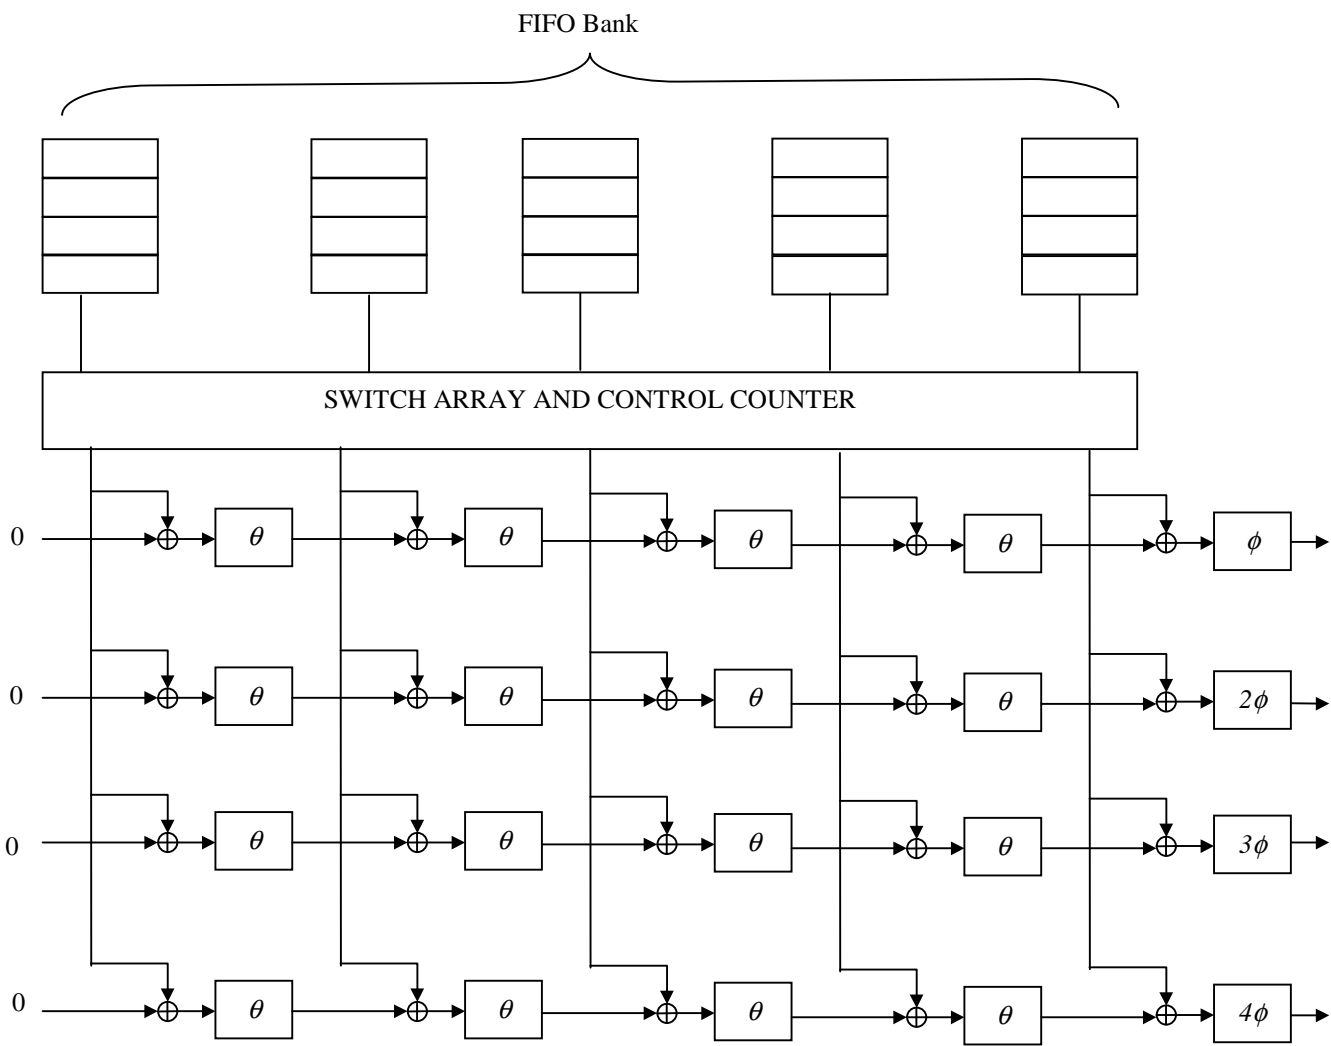 FIFO Bank
SWITCH ARRAY AND CONTROL COUNTER
0 θ θ θ θ ϕ
0 θ θ θ θ 2ϕ
0 θ θ θ θ 3ϕ
0 θ θ θ θ 4ϕ